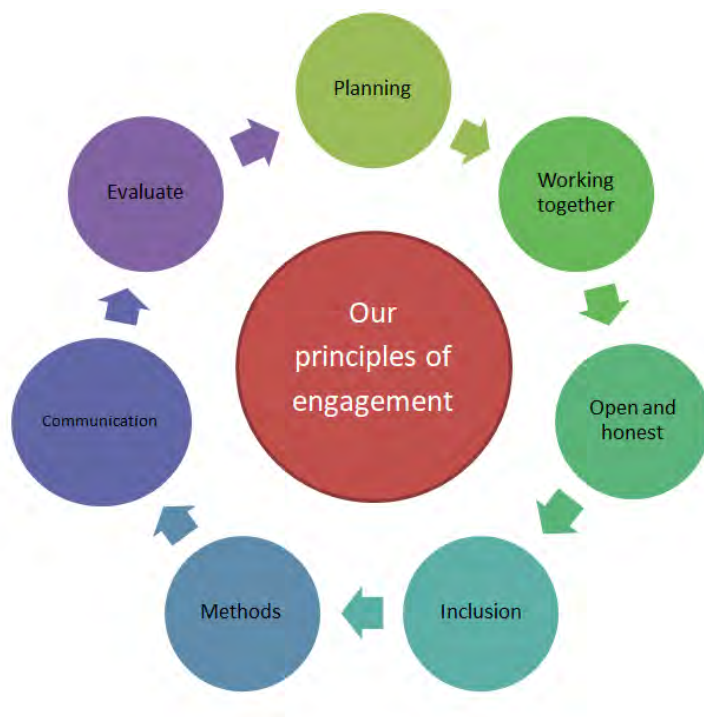 Planning
Working
together
Open and
honest
Inclusion
Methods
Communication
Evaluate
Our
principles of
engagement